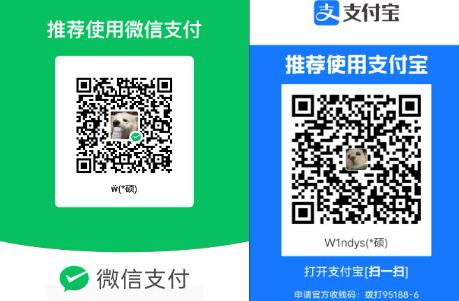 推荐使用微信支付
ẅ(*硕)
微信支付
支付宝
推荐使用支付宝
W1ndys(*硕)
打开支付宝[扫一扫]
申请官方收钱码：拨打95188-6